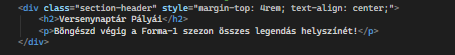 <div class="section-header" style="margin-top: 4rem; text-align: center;">
<h2>Versenynaptár Pályái</h2>
<p>Böngészd végig a Forma-1 szezon összes legendás helyszínét!</p>
</div>